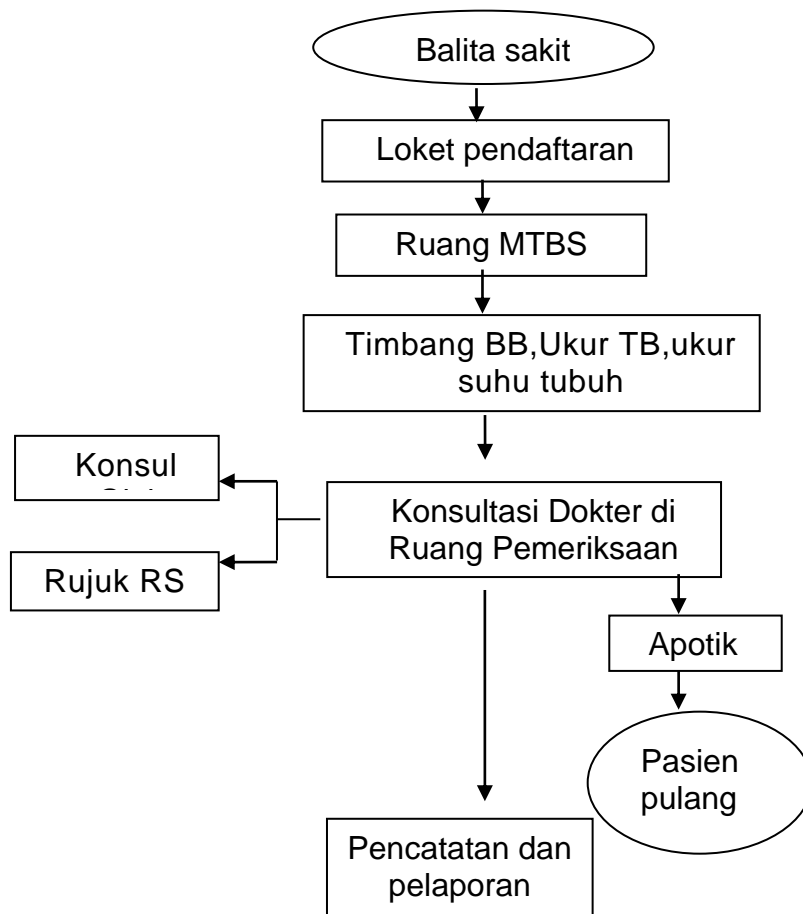 Balita sakit
Loket pendaftaran
Ruang MTBS
Timbang BB,Ukur TB,ukur
suhu tubuh
Konsul
Konsultasi Dokter di
Ruang Pemeriksaan
Rujuk RS
Apotik
Pasien
pulang
Pencatatan dan
pelaporan